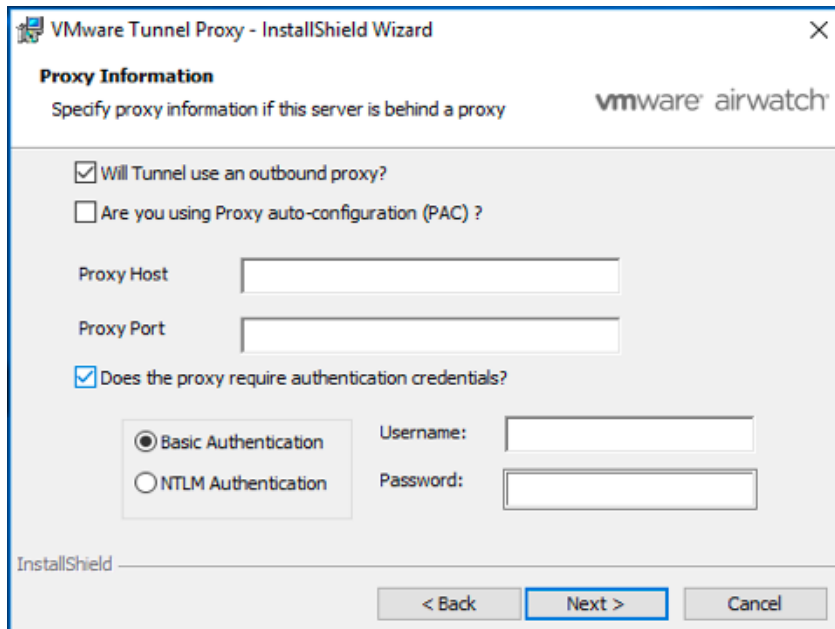 VMware Tunnel Proxy - InstallShield Wizard
Proxy Information
Specify proxy information if this server is behind a proxy
vmware airwatch
Will Tunnel use an outbound proxy?
Are you using Proxy auto-configuration (PAC) ?
Proxy Host
Proxy Port
Does the proxy require authentication credentials?
Basic Authentication
Username:
NTLM Authentication
Password:
InstallShield
< Back
Next >
Cancel